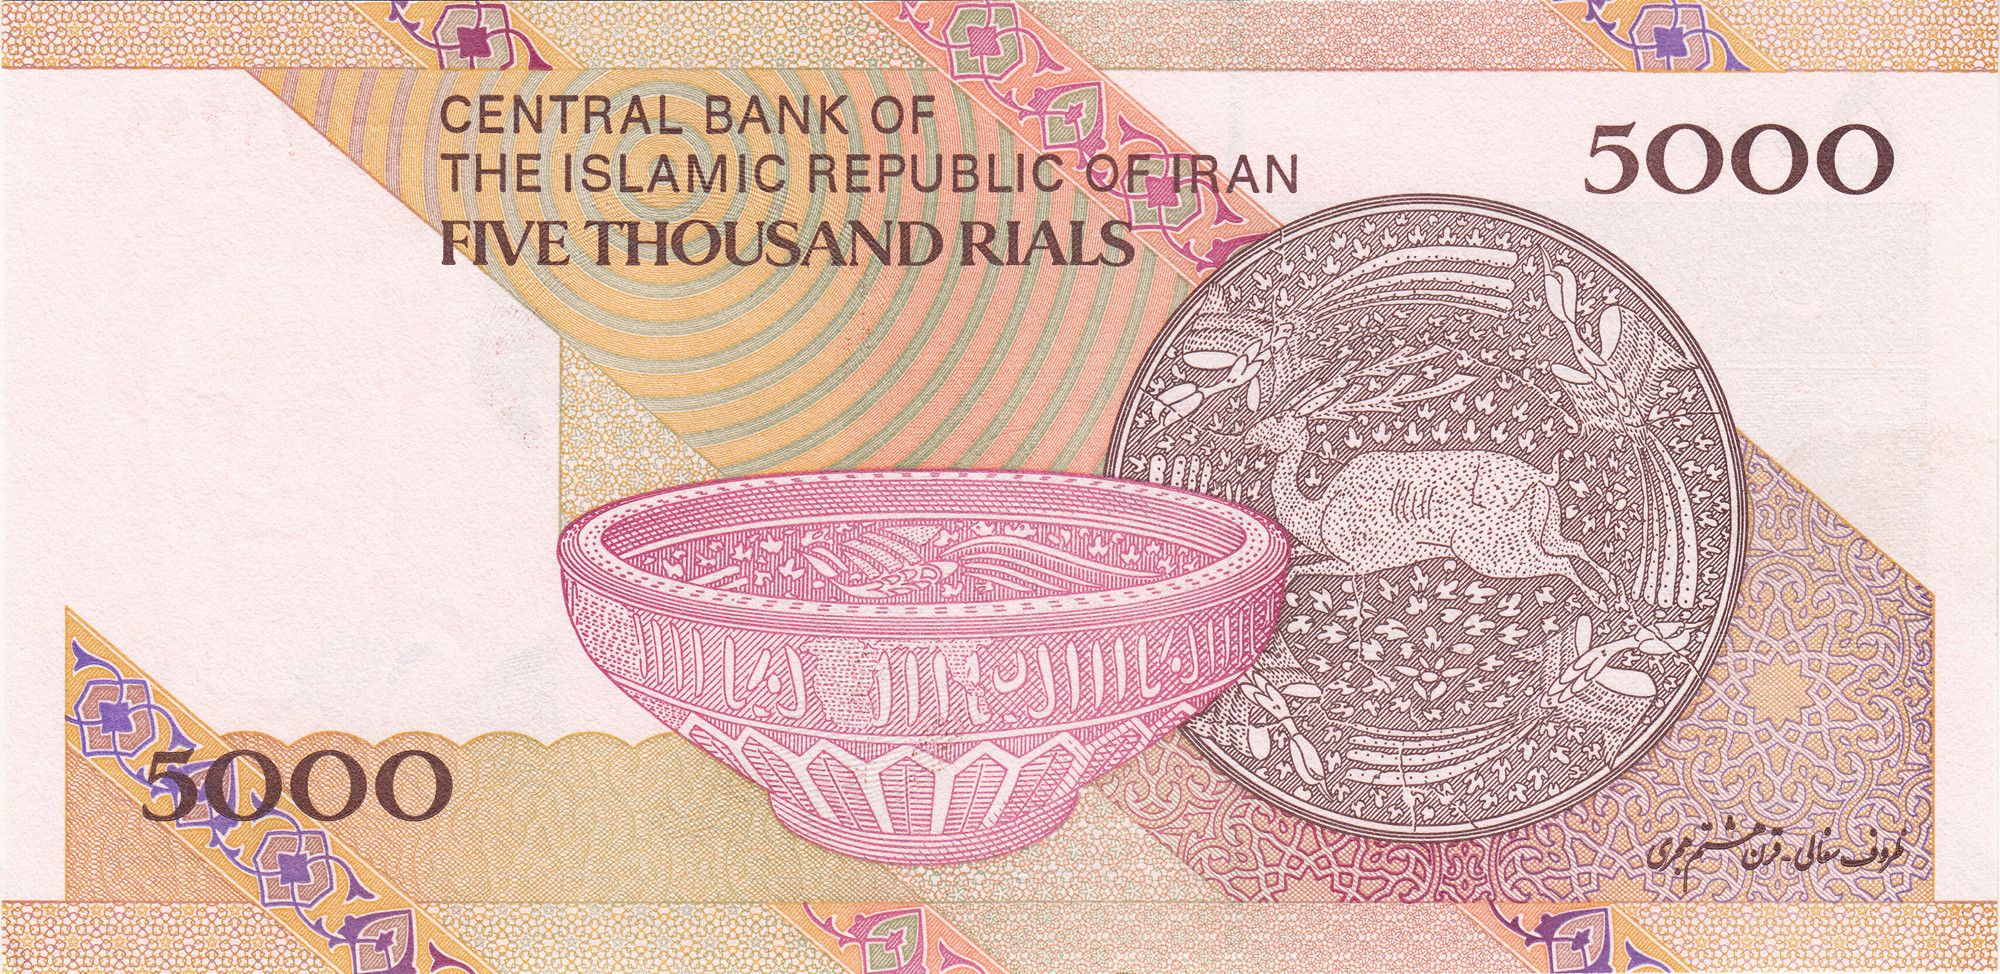 CENTRAL BANK OF
THE ISLAMIC REPUBLIC OF IRAN
FIVE THOUSAND RIALS
5000
5000
ظروف سفالی - قرن هشتم هجری